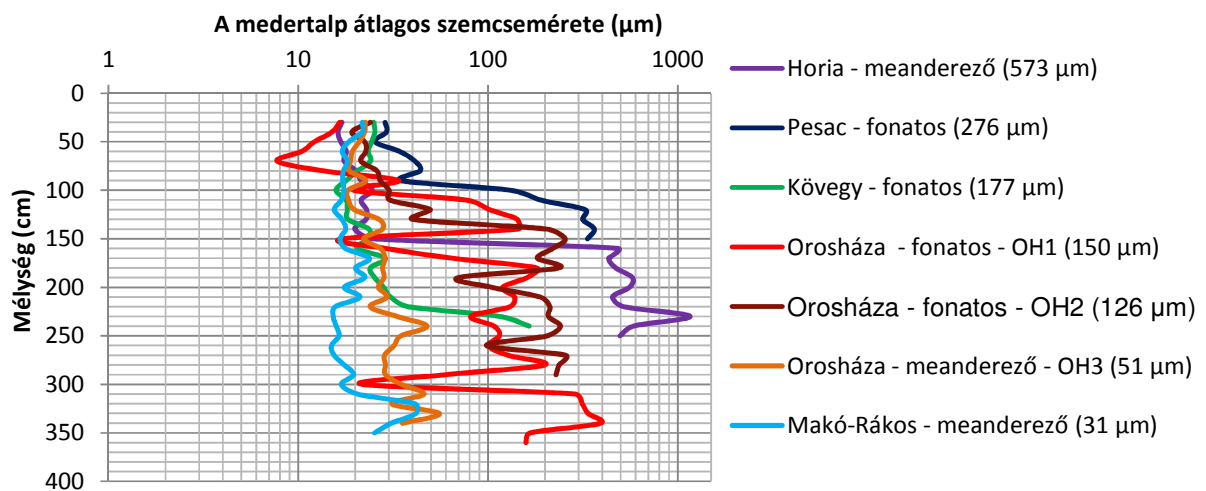 A medertalp átlagos szemcsemérete (µm)
1 10 100 1000
Mélység (cm)
0
50
100
150
200
250
300
350
400
Horia - meanderező (573 µm)
Pesac - fonatos (276 µm)
Kövegy - fonatos (177 µm)
Orosháza - fonatos - OH1 (150 µm)
Orosháza - fonatos - OH2 (126 µm)
Orosháza - meanderező - OH3 (51 µm)
Makó-Rákos - meanderező (31 µm)